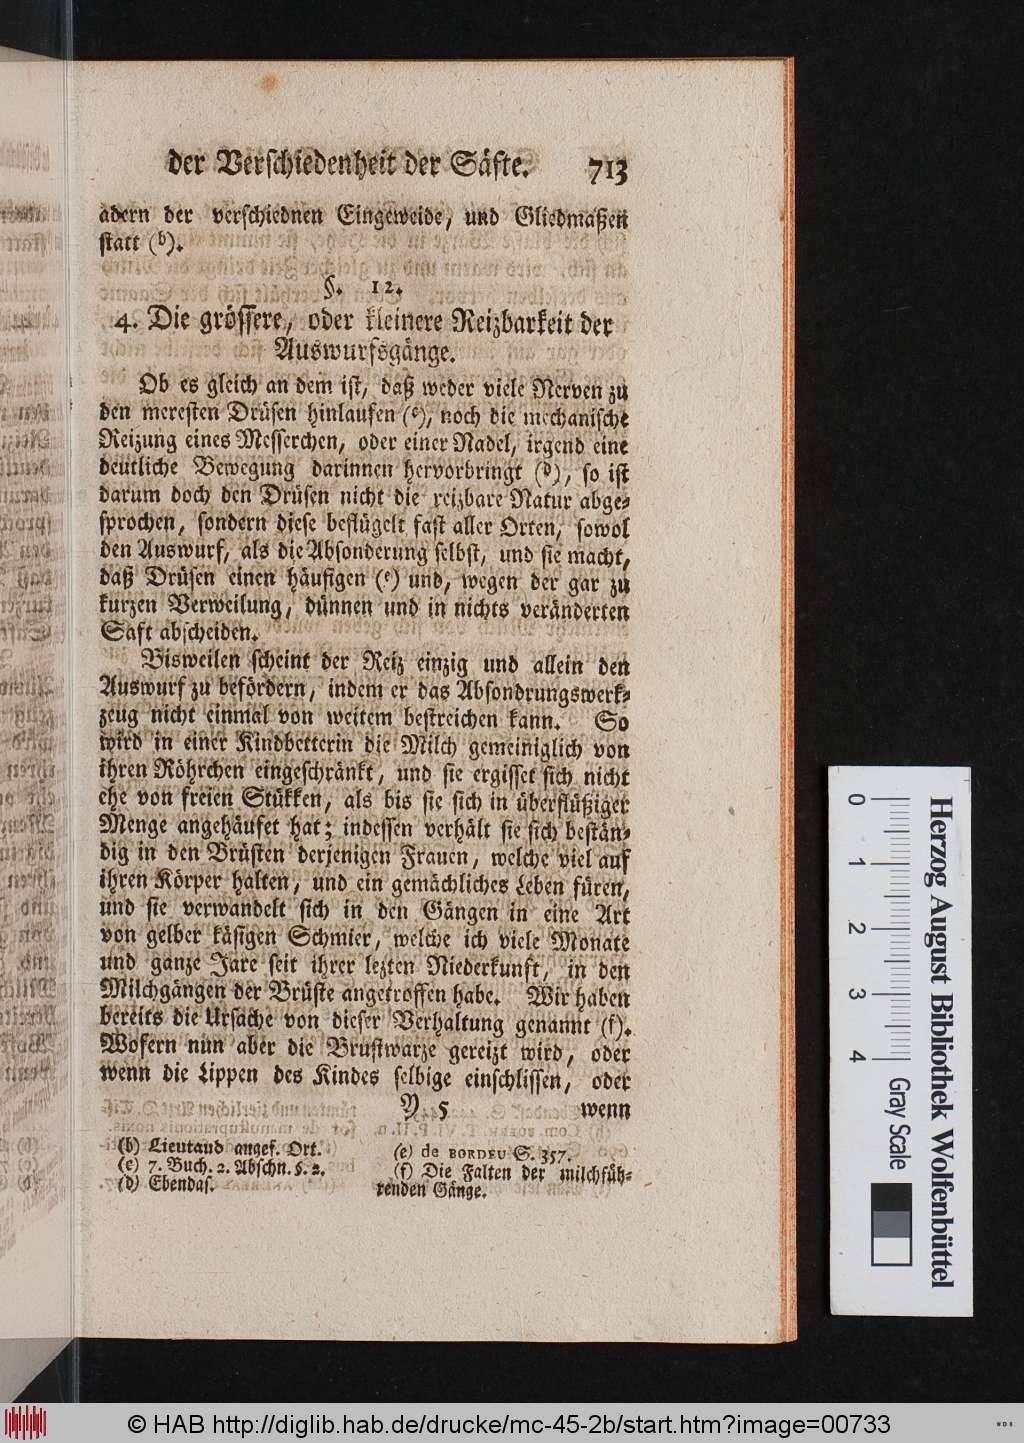 der Verschiedenheit der Säfte. 713
adern der verschiednen Eingeweide, und Gliedmaßen
statt (b).
§. 12.
4. Die grössere, oder kleinere Reizbarkeit der
Auswurfsgänge.
Ob es gleich an dem ist, daß weder viele Nerven zu
den meresten Drüsen hinlaufen (c), noch die mechanische
Reizung eines Messerchen, oder einer Nadel, irgend eine
deutliche Bewegung darinnen hervorbringt (d), so ist
darum doch den Drüsen nicht die reizbare Natur abge-
sprochen, sondern diese beflügelt fast aller Orten, sowol
den Auswurf, als die Absonderung selbst, und sie macht,
daß Drüsen einen häufigen (e) und, wegen der gar zu
kurzen Verweilung, dünnen und in nichts veränderten
Saft abscheiden.
Bisweilen scheint der Reiz einzig und allein den
Auswurf zu befördern, indem er das Absondrungswerk-
zeug nicht einmal von weitem bestreichen kann. So
wird in einer Kindbetterin die Milch gemeiniglich von
ihren Röhrchen eingeschränkt, und sie ergisset sich nicht
ehe von freien Stükken, als bis sie sich in überflüßiger
Menge angehäufet hat; indessen verhält sie sich bestän-
dig in den Brüsten derjenigen Frauen, welche viel auf
ihren Körper halten, und ein gemächliches Leben füren,
und sie verwandelt sich in den Gängen in eine Art
von gelber käsigen Schmier, welche ich viele Monate
und ganze Jare seit ihrer lezten Niederkunft, in den
Milchgängen der Brüste angetroffen habe. Wir haben
bereits die Ursache von dieser Verhaltung genannt (f).
Wofern nun aber die Brustwarze gereizt wird, oder
wenn die Lippen des Kindes selbige einschlissen, oder
Y 5 wenn
(b) Lieutaud angef. Ort.
(c) 7. Buch. 2. Abschn. §. 2.
(d) Ebendas.
(e) de BORDEU S. 357.
(f) Die Falten der milchfüh-
renden Gänge.
Herzog August Bibliothek Wolfenbüttel
0 1 2 3 4 Gray Scale
© HAB http://diglib.hab.de/drucke/mc-45-2b/start.htm?image=00733
WDB